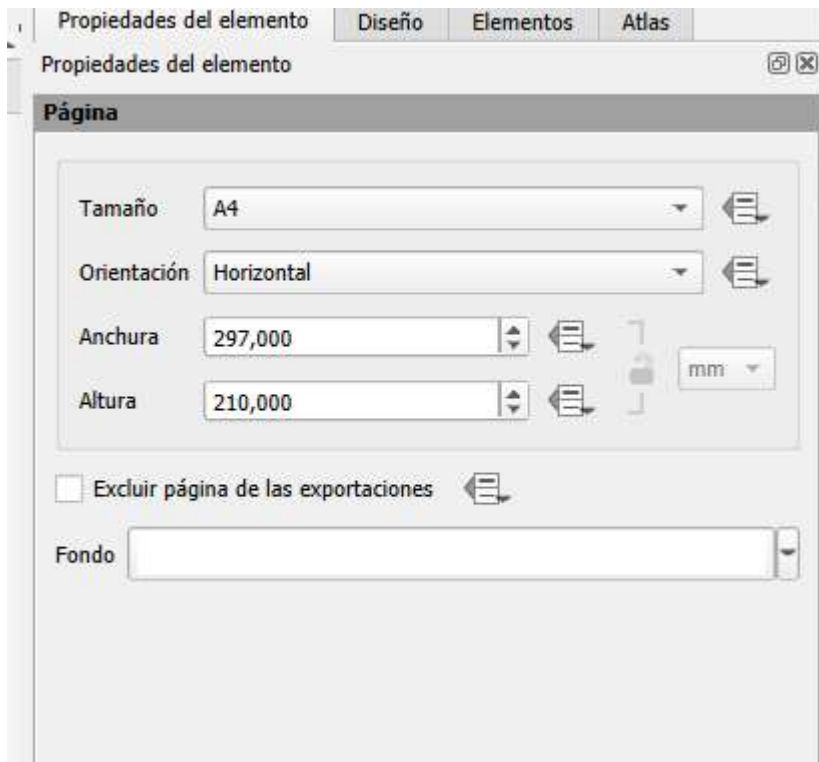 Propiedades del elemento Diseño Elementos Atlas
Propiedades del elemento
Página
Tamaño A4
Orientación Horizontal
Anchura 297,000
mm
Altura 210,000
Excluir página de las exportaciones
Fondo